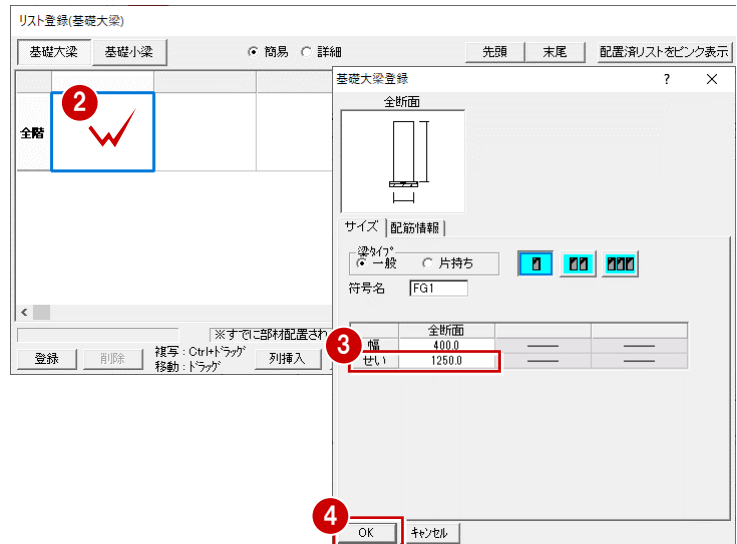 リスト登録(基礎大梁)
基礎大梁 基礎小梁 簡易 詳細 先頭 末尾 配置済リストをピンク表示
2
全階
<
※すでに部材配置され
登録 削除 複写:Ctrl+ドラッグ 列挿入
移動:ドラッグ
基礎大梁登録 ? ×
全断面
サイズ 配筋情報
梁タイプ
一般 片持ち
符号名 FG1
全断面
3
幅 400.0
せい 1250.0
4
OK キャンセル